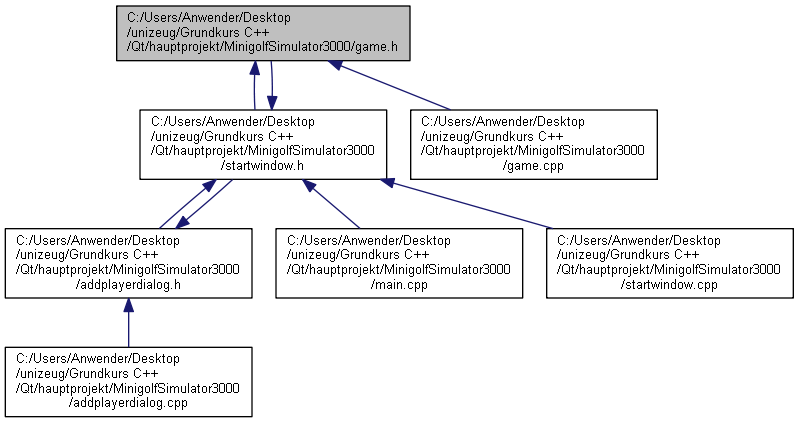 C:/Users/Anwender/Desktop
/unizeug/Grundkurs C++
/Qt/hauptprojekt/MinigolfSimulator3000/game.h
C:/Users/Anwender/Desktop
/unizeug/Grundkurs C++
/Qt/hauptprojekt/MinigolfSimulator3000
/startwindow.h
C:/Users/Anwender/Desktop
/unizeug/Grundkurs C++
/Qt/hauptprojekt/MinigolfSimulator3000
/game.cpp
C:/Users/Anwender/Desktop
/unizeug/Grundkurs C++
/Qt/hauptprojekt/MinigolfSimulator3000
/addplayerdialog.h
C:/Users/Anwender/Desktop
/unizeug/Grundkurs C++
/Qt/hauptprojekt/MinigolfSimulator3000
/main.cpp
C:/Users/Anwender/Desktop
/unizeug/Grundkurs C++
/Qt/hauptprojekt/MinigolfSimulator3000
/startwindow.cpp
C:/Users/Anwender/Desktop
/unizeug/Grundkurs C++
/Qt/hauptprojekt/MinigolfSimulator3000
/addplayerdialog.cpp